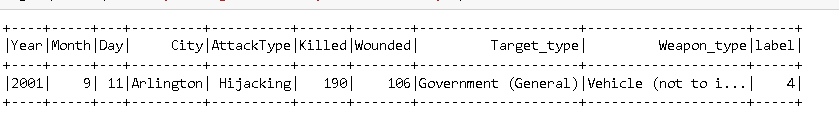 +----+-----+---+---------+----------+------+-------+--------------------+--------------------+-----+
|Year|Month|Day|     City|AttackType|Killed|Wounded|         Target_type|         Weapon_type|label|
+----+-----+---+---------+----------+------+-------+--------------------+--------------------+-----+
|2001|    9| 11|Arlington| Hijacking|   190|    106|Government (General)|Vehicle (not to i...|    4|
+----+-----+---+---------+----------+------+-------+--------------------+--------------------+-----+